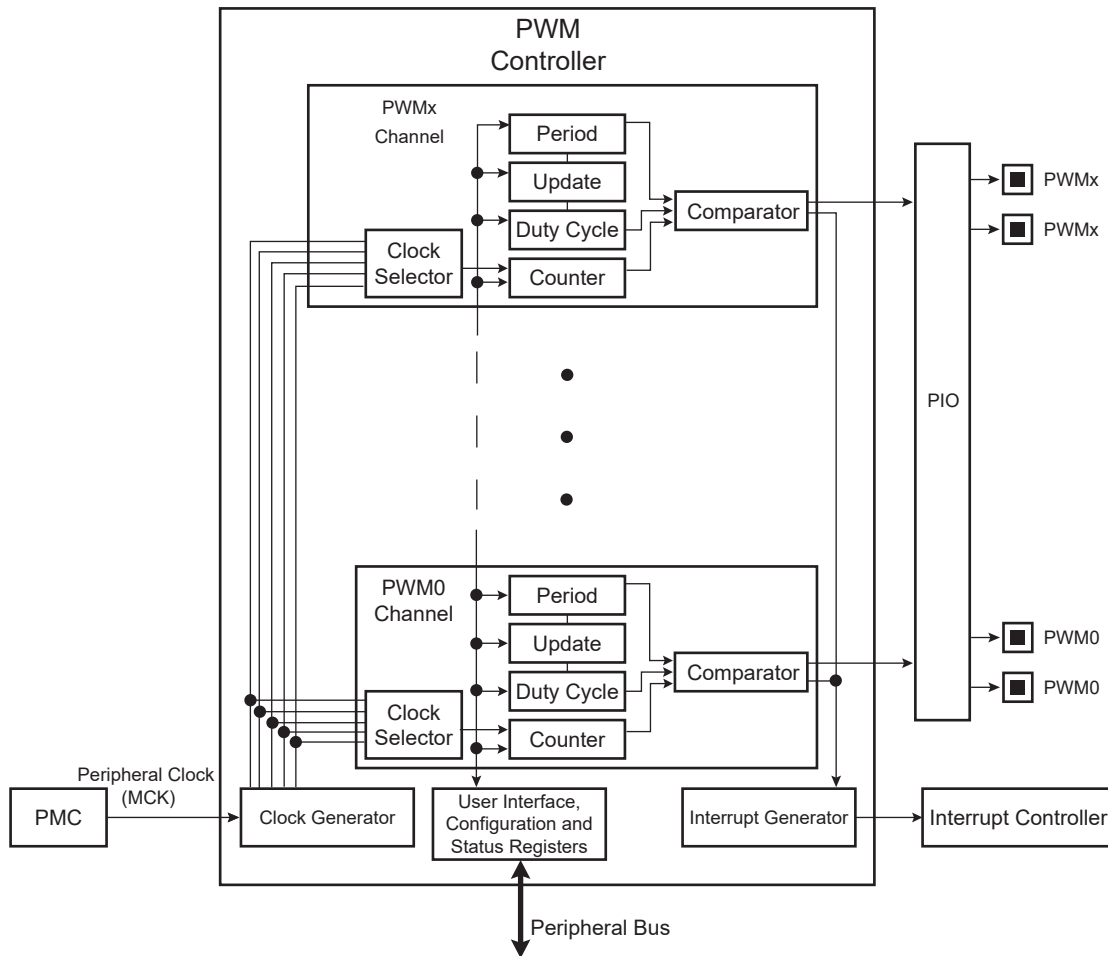 PWM
Controller
PWMx
Channel
Period
Update
Duty Cycle
Counter
Clock
Selector
Comparator
PWMx
PWMx
PIO
PWM0
Channel
Period
Update
Duty Cycle
Counter
Clock
Selector
Comparator
PWM0
PWM0
Peripheral Clock
(MCK)
PMC
Clock Generator
User Interface,
Configuration and
Status Registers
Interrupt Generator
Interrupt Controller
Peripheral Bus